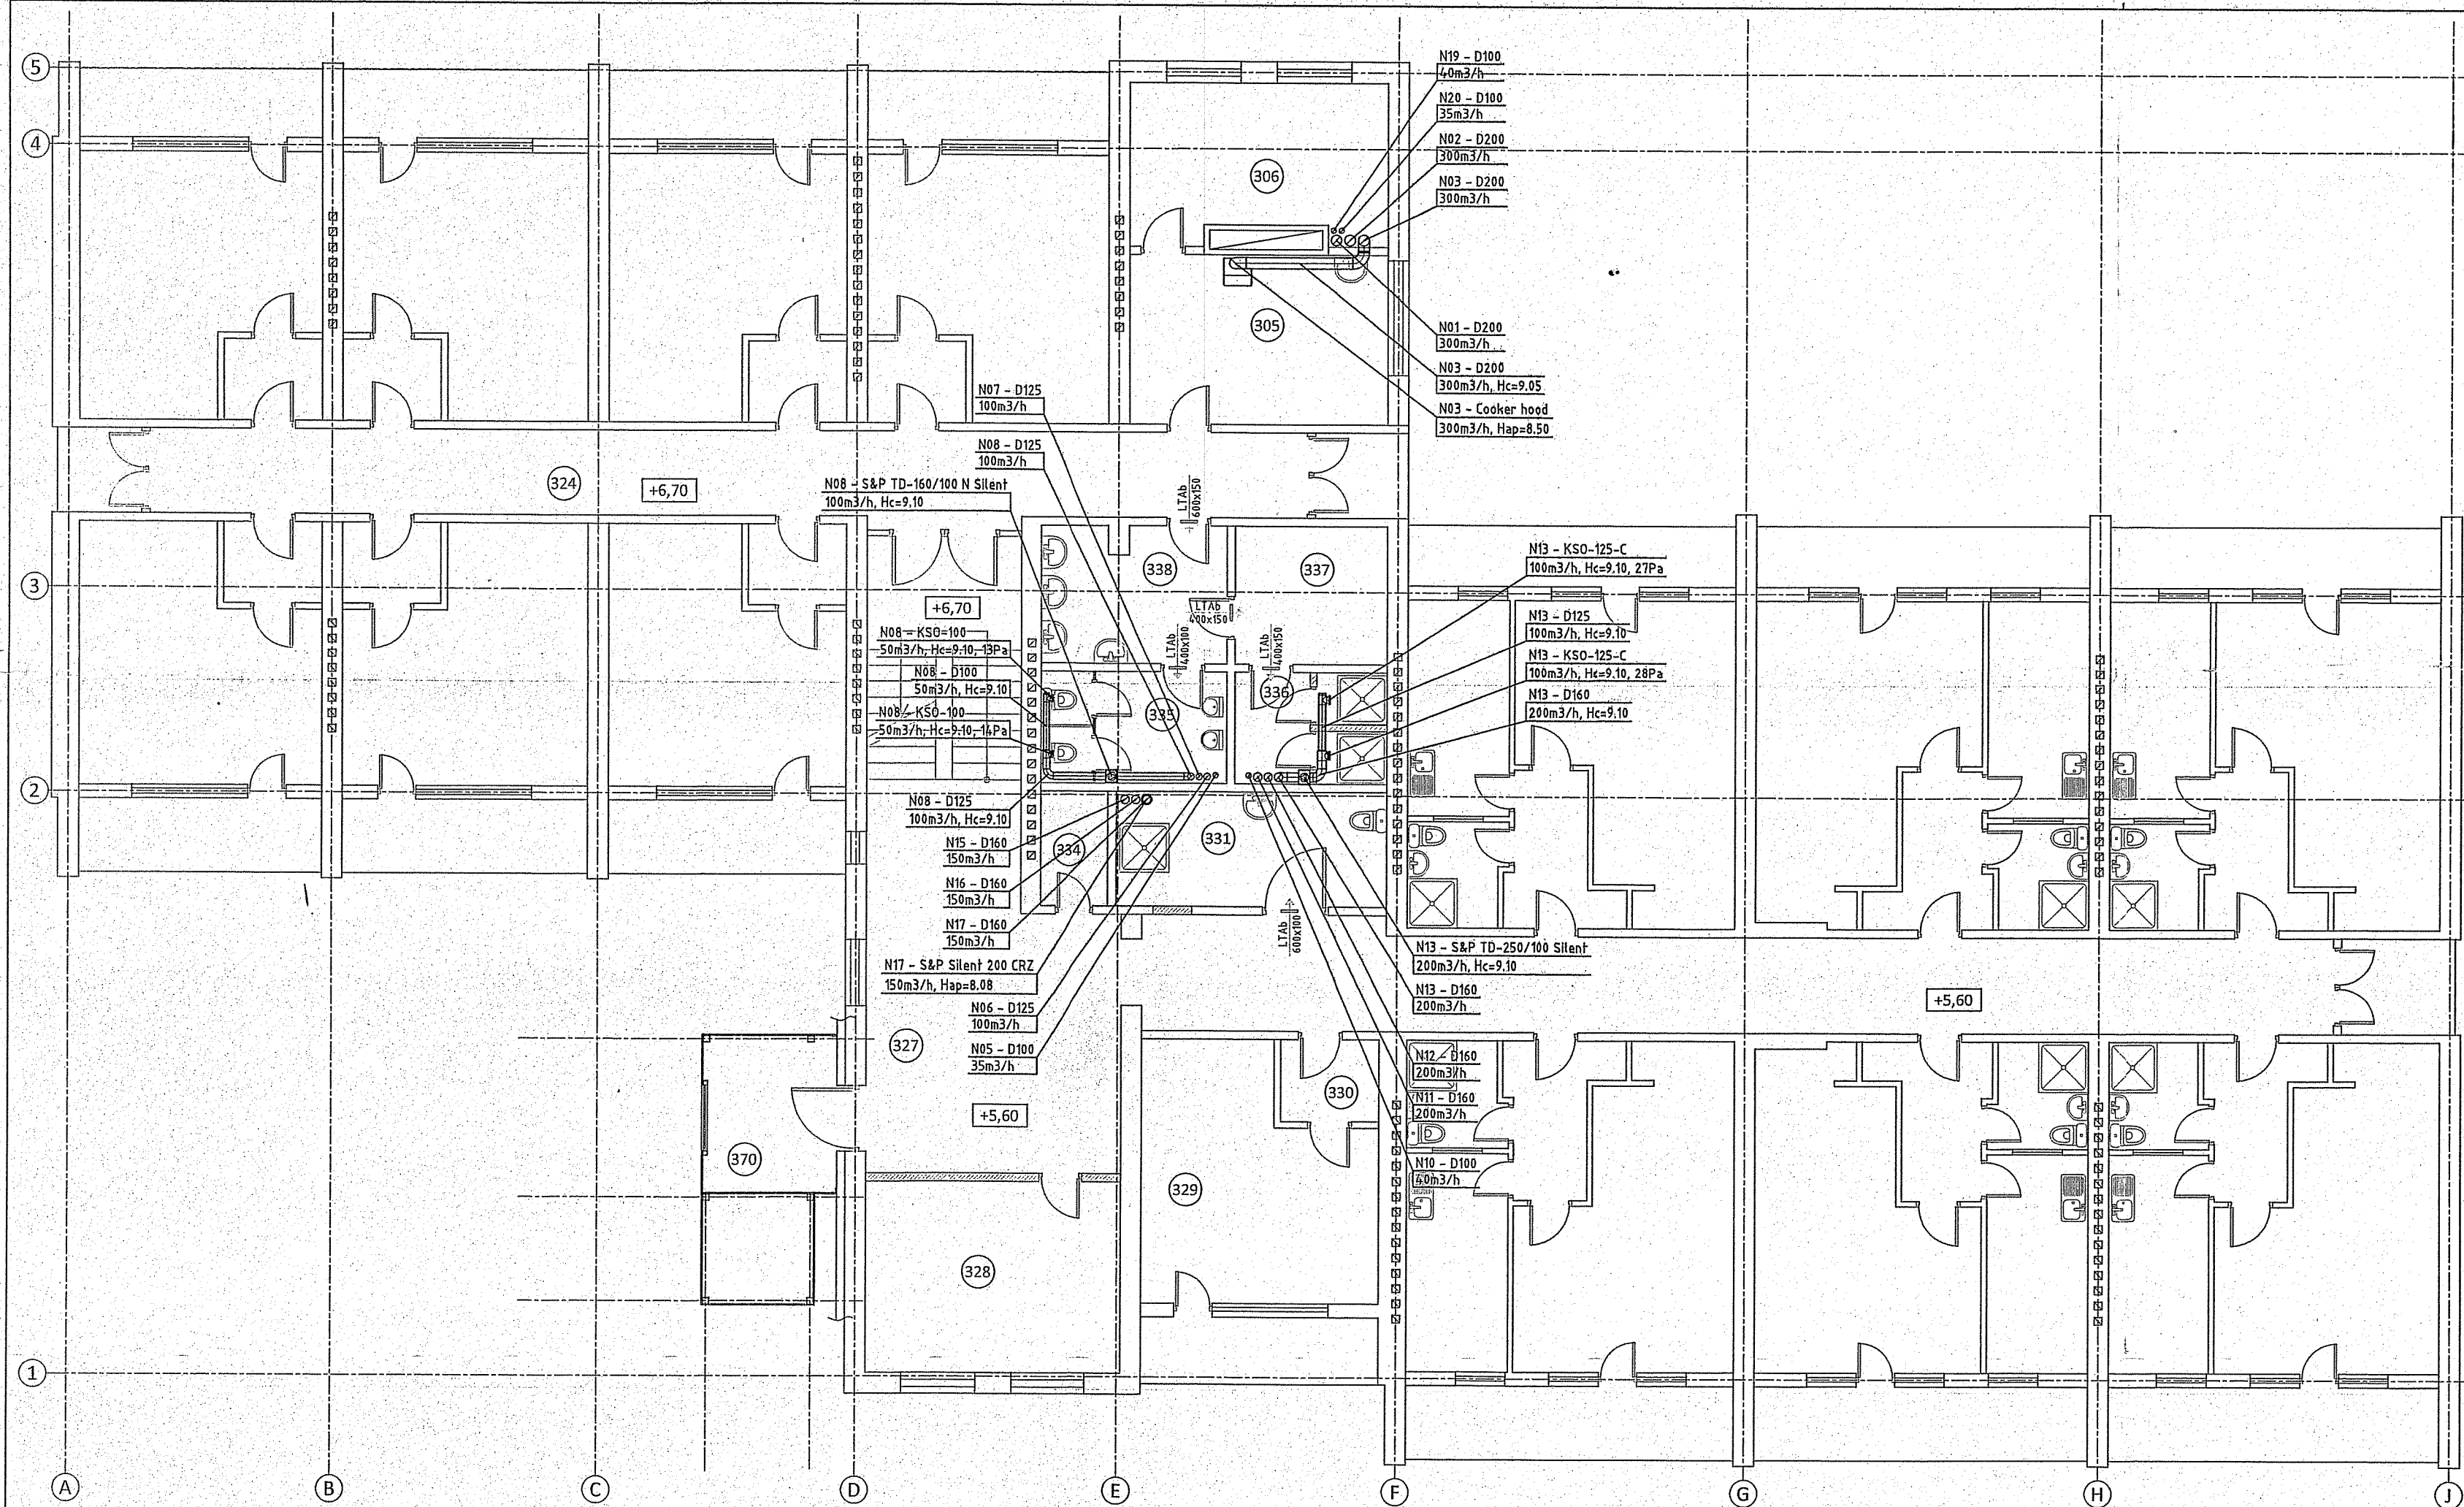 5
4
3
2
1
A
B
C
D
E
F
G
H
J
N19 - D100
40m3/h
N20 - D100
35m3/h
N02 - D200
300m3/h
N03 - D200
300m3/h
306
305
N01 - D200
300m3/h
N03 - D200
300m3/h, Hc=9.05
N03 - Cooker hood
300m3/h, Hap=8.50
N07 - D125
100m3/h
N08 - D125
100m3/h
N08 - S&P TD-160/100 N Silent
100m3/h, Hc=9,10
324
+6,70
LTAb
600x150
338
337
+6,70
LTAb
400x150
LTAb
400x100
LTAb
400x150
N13 - KSO-125-C
100m3/h, Hc=9.10, 27Pa
N13 - D125
100m3/h, Hc=9.10
N13 - KSO-125-C
100m3/h, Hc=9.10, 28Pa
N13 - D160
200m3/h, Hc=9.10
N08 - KSO-100
50m3/h, Hc=9.10, 13Pa
N08 - D100
50m3/h, Hc=9.10
N08 - KSO-100
50m3/h, Hc=9.10, 14Pa
335
336
N08 - D125
100m3/h, Hc=9.10
N15 - D160
150m3/h
N16 - D160
150m3/h
N17 - D160
150m3/h
334
331
N17 - S&P Silent 200 CRZ
150m3/h, Hap=8.08
N06 - D125
100m3/h
N05 - D100
35m3/h
LTAb
600x100
N13 - S&P TD-250/100 Silent
200m3/h, Hc=9.10
N13 - D160
200m3/h
N12 - D160
200m3/h
N11 - D160
200m3/h
N10 - D100
40m3/h
+5,60
327
+5,60
330
370
329
328